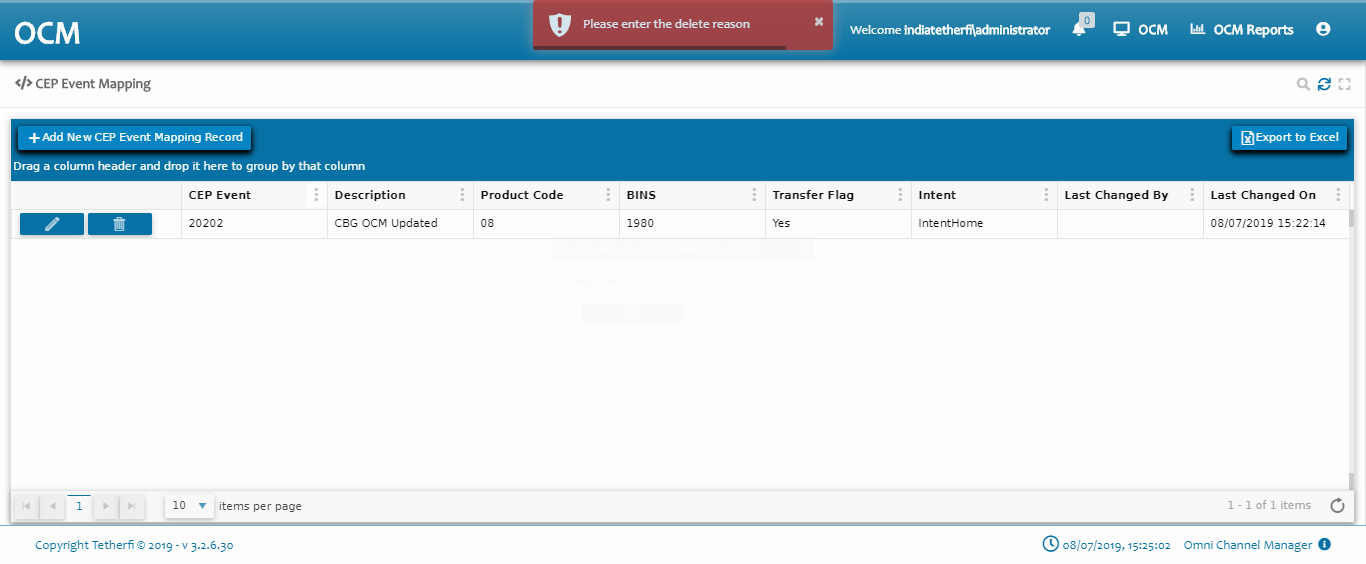 OCM
Please enter the delete reason
Welcome indiatetherfi\administrator
0
OCM
OCM Reports
CEP Event Mapping
Add New CEP Event Mapping Record
Export to Excel
Drag a column header and drop it here to group by that column
CEP Event Description Product Code BINS Transfer Flag Intent Last Changed By Last Changed On
20202 CBG OCM Updated 08 1980 Yes IntentHome 08/07/2019 15:22:14
1 10 items per page 1 - 1 of 1 items
Copyright Tetherfi © 2019 - v 3.2.6.30 08/07/2019, 15:25:02 Omni Channel Manager